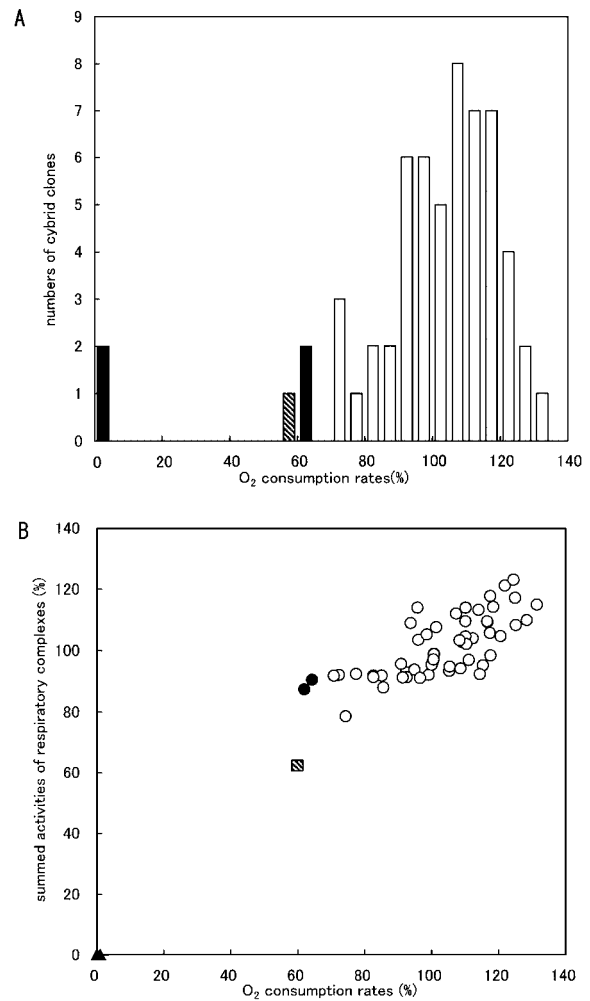 A
9
8
7
6
5
4
3
2
1
0
numbers of cybrid clones
0 20 40 60 80 100 120 140
O2 consumption rates(%)
B
140
120
100
80
60
40
20
0
summed activities of respiratory complexes (%)
0 20 40 60 80 100 120 140
O2 consumption rates (%)